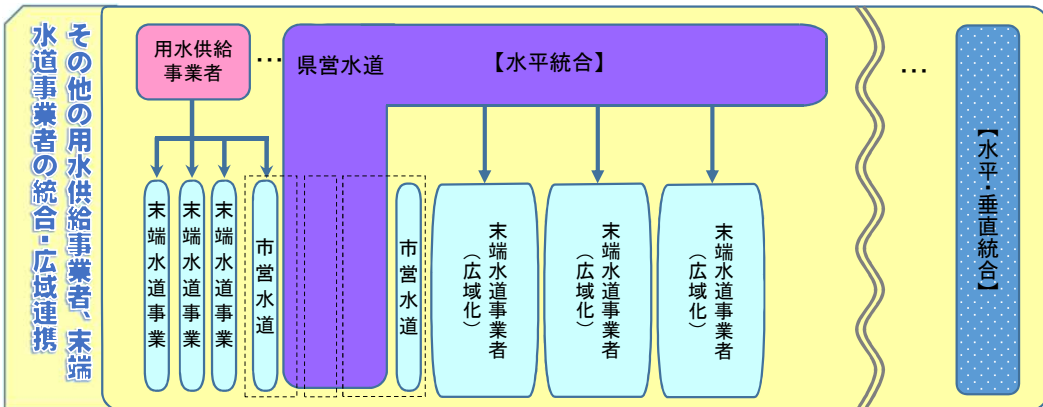 その他の用水供給事業者、末端
水道事業者の統合・広域連携
用水供給
事業者
…
県営水道
【水平統合】
…
末端水道事業
末端水道事業
末端水道事業
市営水道
市営水道
末端水道事業者
（広域化）
末端水道事業者
（広域化）
末端水道事業者
（広域化）
【水平・垂直統合】